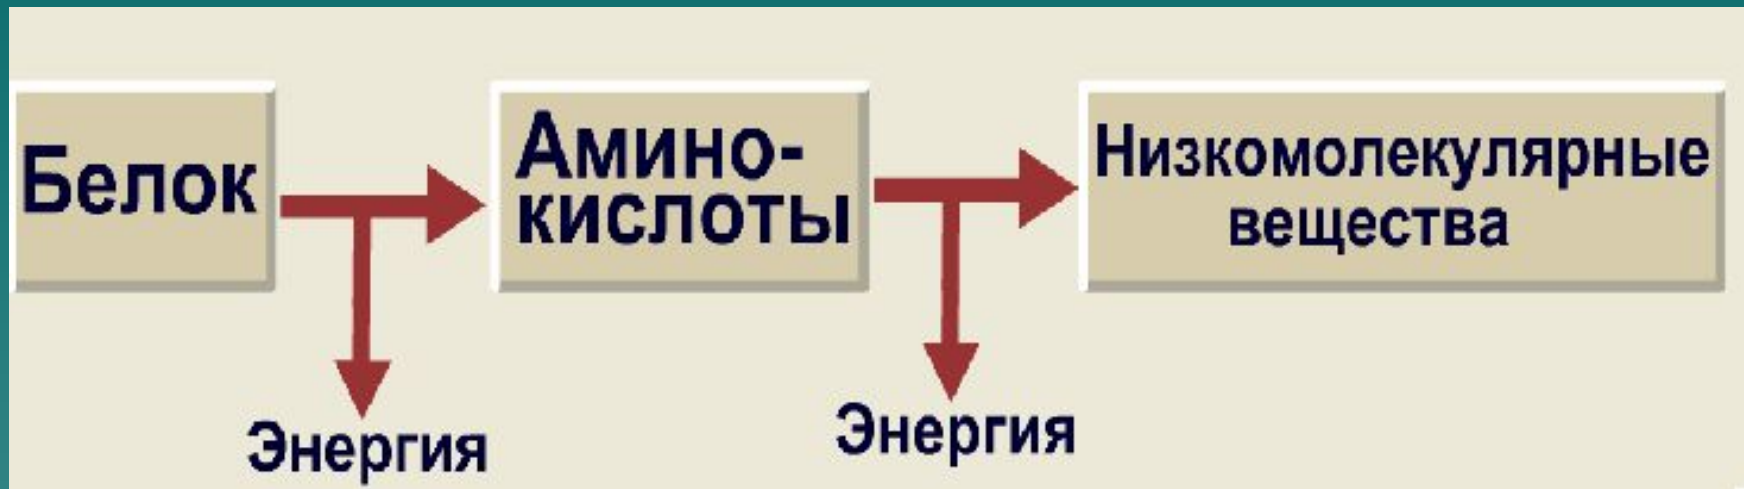 Белок
Амино-
кислоты
Низкомолекулярные
вещества
Энергия
Энергия